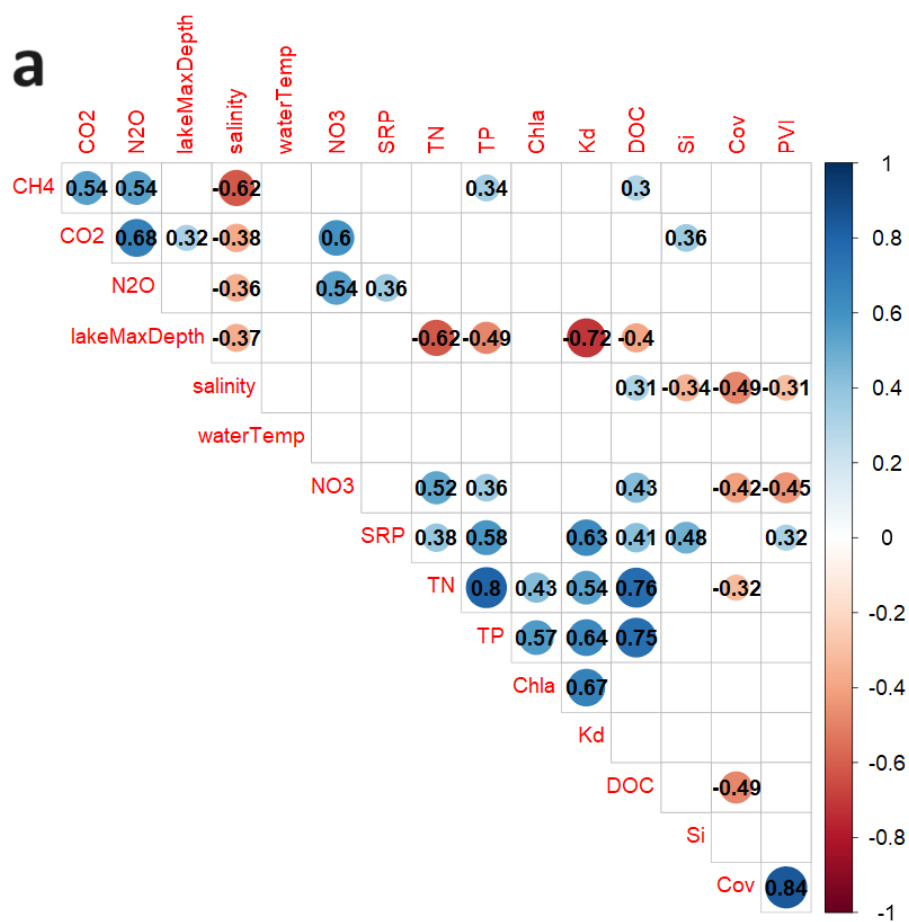 a
CO2 N2O lakeMaxDepth salinity waterTemp NO3 SRP TN TP Chla Kd DOC Si Cov PVI
CH4 0.54 0.54 -0.62 0.34 0.3
CO2 0.68 0.32 -0.38 0.6 0.36
N2O -0.36 0.54 0.36
lakeMaxDepth -0.37 -0.62 -0.49 -0.72 -0.4
salinity 0.31 -0.34 -0.49 -0.31
waterTemp
NO3 0.52 0.36 0.43 -0.42 -0.45
SRP 0.38 0.58 0.63 0.41 0.48 0.32
TN 0.8 0.43 0.54 0.76 -0.32
TP 0.57 0.64 0.75
Chla 0.67
Kd
DOC -0.49
Si
Cov 0.84
1
0.8
0.6
0.4
0.2
0
-0.2
-0.4
-0.6
-0.8
-1